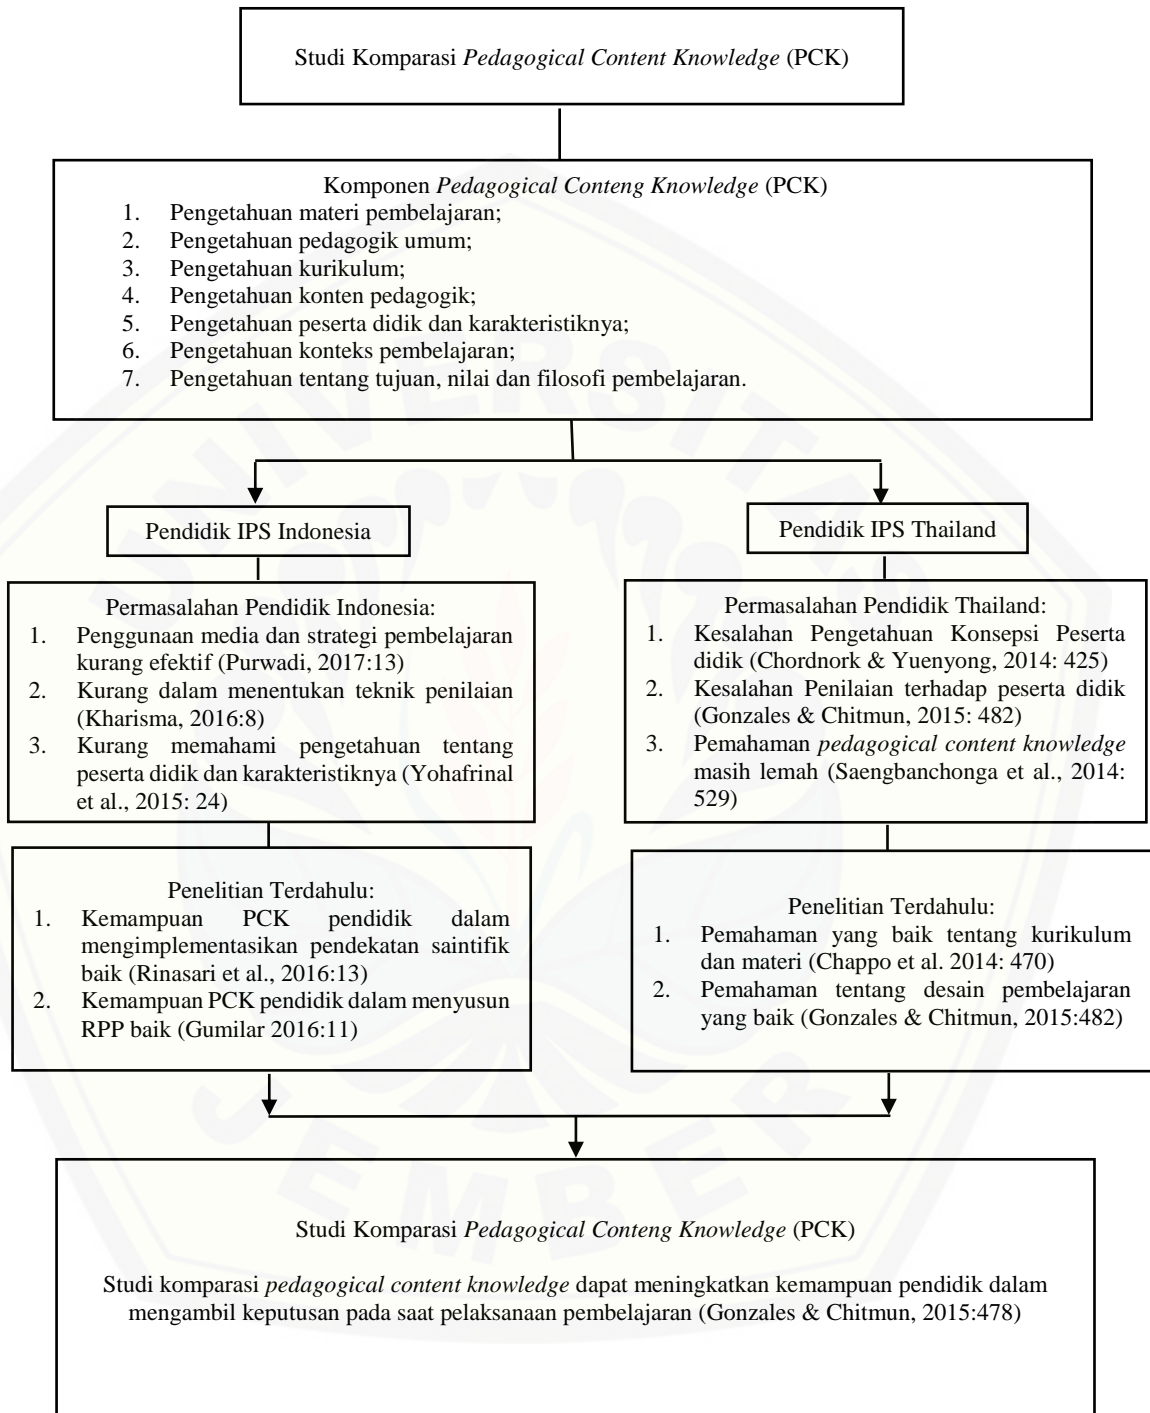 Studi Komparasi Pedagogical Content Knowledge (PCK)
Komponen Pedagogical Conteng Knowledge (PCK)
1. Pengetahuan materi pembelajaran;
2. Pengetahuan pedagogik umum;
3. Pengetahuan kurikulum;
4. Pengetahuan konten pedagogik;
5. Pengetahuan peserta didik dan karakteristiknya;
6. Pengetahuan konteks pembelajaran;
7. Pengetahuan tentang tujuan, nilai dan filosofi pembelajaran.
Pendidik IPS Indonesia
Permasalahan Pendidik Indonesia:
1. Penggunaan media dan strategi pembelajaran
kurang efektif (Purwadi, 2017:13)
2. Kurang dalam menentukan teknik penilaian
(Kharisma, 2016:8)
3. Kurang memahami pengetahuan tentang
peserta didik dan karakteristiknya (Yohafrinal
et al., 2015: 24)
Penelitian Terdahulu:
1. Kemampuan PCK pendidik dalam
mengimplementasikan pendekatan saintifik
baik (Rinasari et al., 2016:13)
2. Kemampuan PCK pendidik dalam menyusun
RPP baik (Gumilar 2016:11)
Pendidik IPS Thailand
Permasalahan Pendidik Thailand:
1. Kesalahan Pengetahuan Konsepsi Peserta
didik (Chordnork & Yuenyong, 2014: 425)
2. Kesalahan Penilaian terhadap peserta didik
(Gonzales & Chitmun, 2015: 482)
3. Pemahaman pedagogical content knowledge
masih lemah (Saengbanchonga et al., 2014:
529)
Penelitian Terdahulu:
1. Pemahaman yang baik tentang kurikulum
dan materi (Chappo et al. 2014: 470)
2. Pemahaman tentang desain pembelajaran
yang baik (Gonzales & Chitmun, 2015:482)
Studi Komparasi Pedagogical Conteng Knowledge (PCK)
Studi komparasi pedagogical content knowledge dapat meningkatkan kemampuan pendidik dalam
mengambil keputusan pada saat pelaksanaan pembelajaran (Gonzales & Chitmun, 2015:478)
UNIVERSITAS
JEMBER